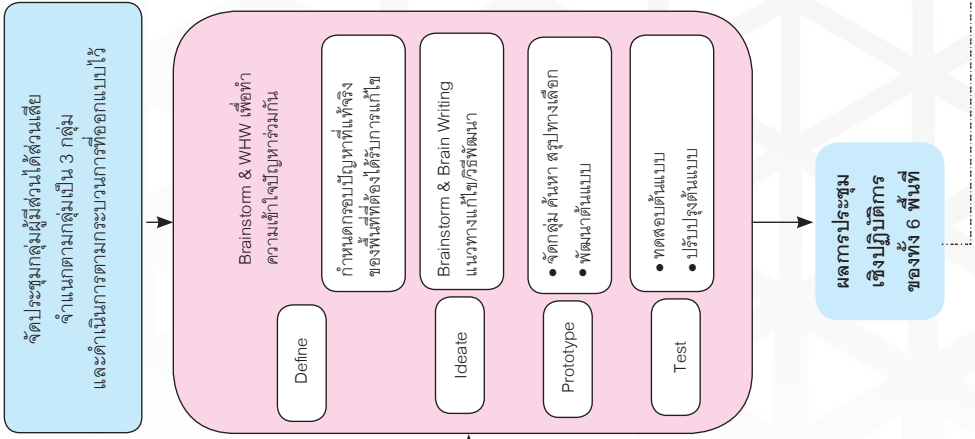 จัดประชุมกลุ่มผู้มีส่วนได้ส่วนเสีย
จำแนกตามกลุ่มเป็น 3 กลุ่ม
และดำเนินการตามกระบวนการที่ออกแบบไว้
Brainstorm & WHW เพื่อทำ
ความเข้าใจปัญหาร่วมกัน
Define
กำหนดกรอบปัญหาที่แท้จริง
ของพื้นที่ที่ต้องได้รับการแก้ไข
Ideate
Brainstorm & Brain Writing
แนวทางแก้ไข/วิธีพัฒนา
Prototype
• จัดกลุ่ม ค้นหา สรุปทางเลือก
• พัฒนาต้นแบบ
Test
• ทดสอบต้นแบบ
• ปรับปรุงต้นแบบ
ผลการประชุม
เชิงปฏิบัติการ
ของทั้ง 6 พื้นที่